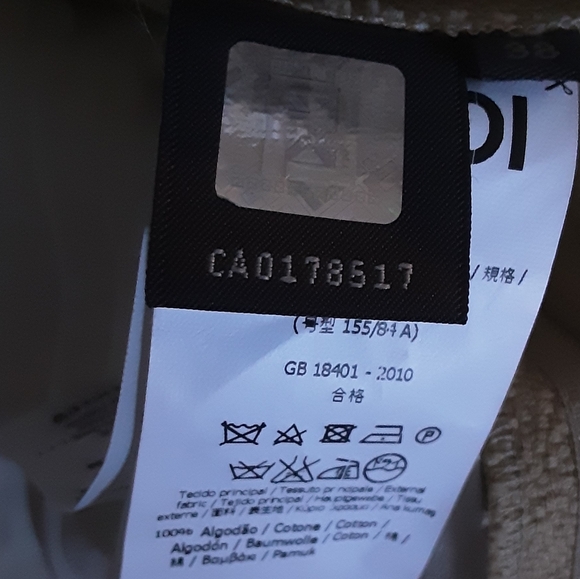 38
DI
CA0178517
/ 規格 /
(号型 155/84A)
GB 18401 - 2010
合格
P
Tecido principal / Tessuto principale / External
fabric / Tejido principal / Hauptgewebe / Tissu
externe / 面料 / 表生地 / Κύριο ύφασμα / Ana kumaş
100% Algodão / Cotone / Cotton /
Algodón / Baumwolle / Coton / 棉 /
綿 / Βαμβάκι / Pamuk